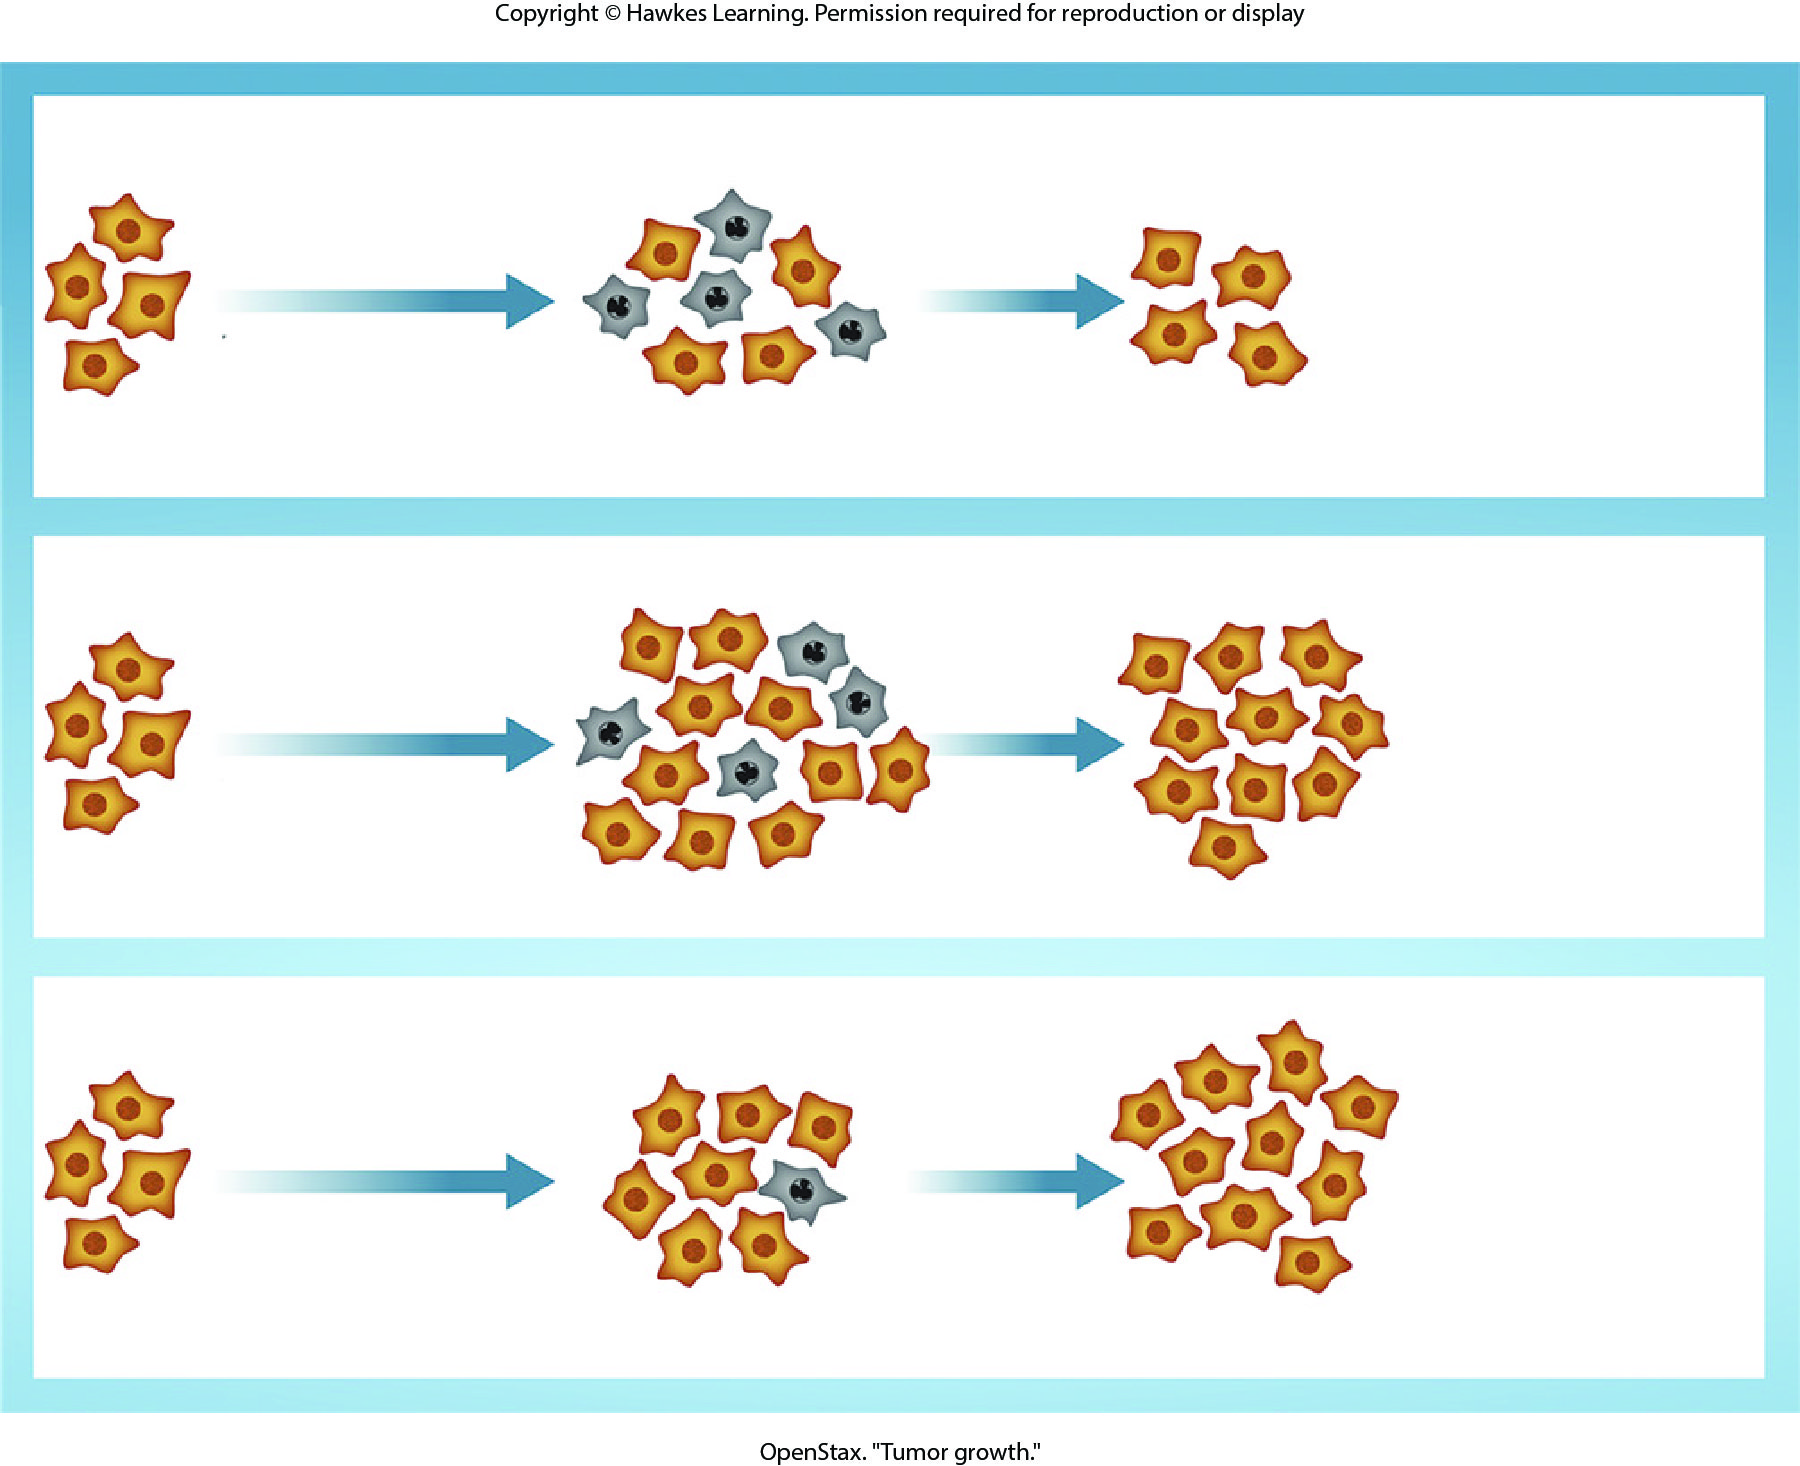 Copyright © Hawkes Learning. Permission required for reproduction or display
OpenStax. "Tumor growth."